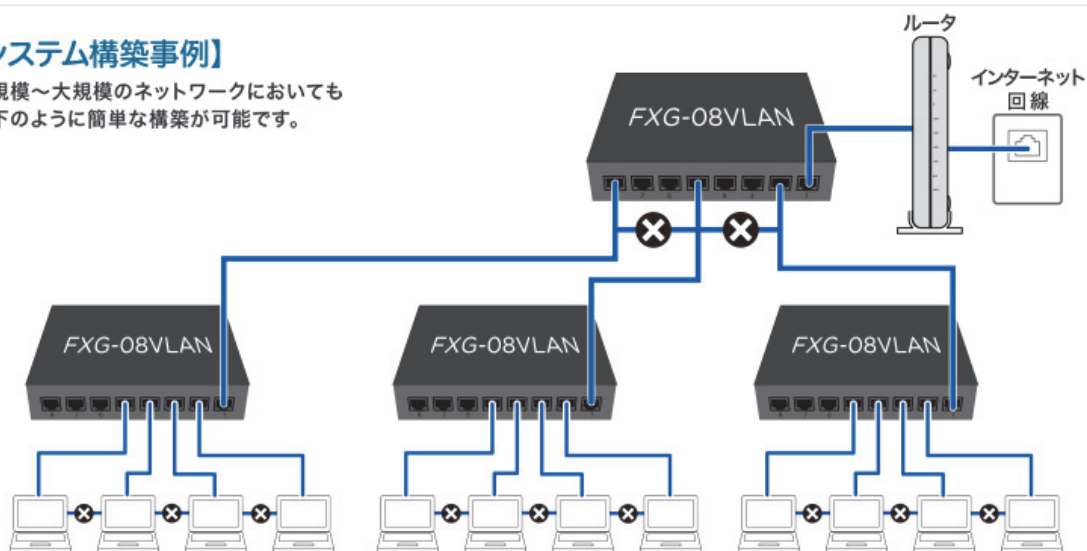 ステム構築事例】
模～大規模のネットワークにおいても
下のように簡単な構築が可能です。
ルータ
インターネット
回線
FXG-08VLAN
FXG-08VLAN
FXG-08VLAN
FXG-08VLAN